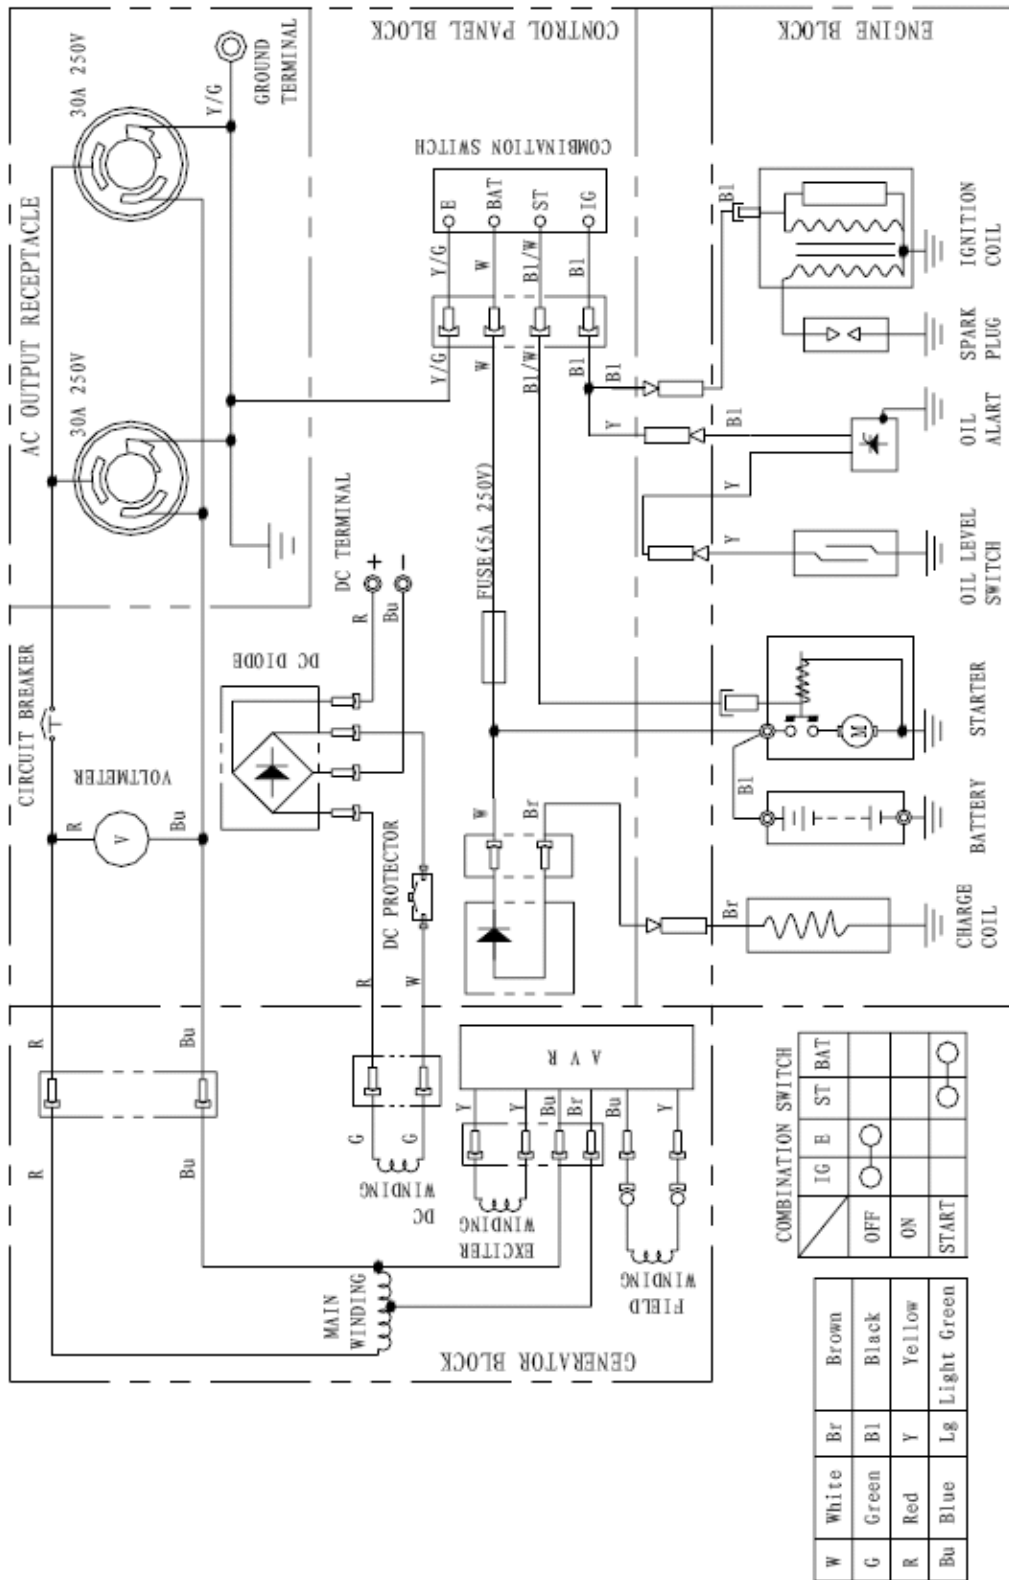 AC OUTPUT RECEPTACLE
30A 250V
30A 250V
Y/G
GROUND
TERMINAL
CONTROL PANEL BLOCK
ENGINE BLOCK
COMBINATION SWITCH
E
BAT
ST
IG
Y/G
W
Bl/W
Bl
Y/G
W
Bl/W
Bl
Bl
Y
Bl
Bl
Y
Y
IGNITION
COIL
SPARK
PLUG
OIL
ALART
OIL LEVEL
SWITCH
STARTER
M
BATTERY
Bl
CHARGE
COIL
Br
FUSE(5A 250V)
DC TERMINAL
+
-
R
Bu
DC DIODE
CIRCUIT BREAKER
VOLTMETER
R
V
Bu
DC PROTECTOR
W
Br
R
W
R
Bu
R
Bu
G
G
DC
WINDING
AVR
Y
Y
Bu
Br
Bu
Y
EXCITER
WINDING
FIELD
WINDING
MAIN
WINDING
GENERATOR BLOCK
COMBINATION SWITCH
IG E ST BAT
OFF
ON
START
W White Br Brown
G Green Bl Black
R Red Y Yellow
Bu Blue Lg Light Green